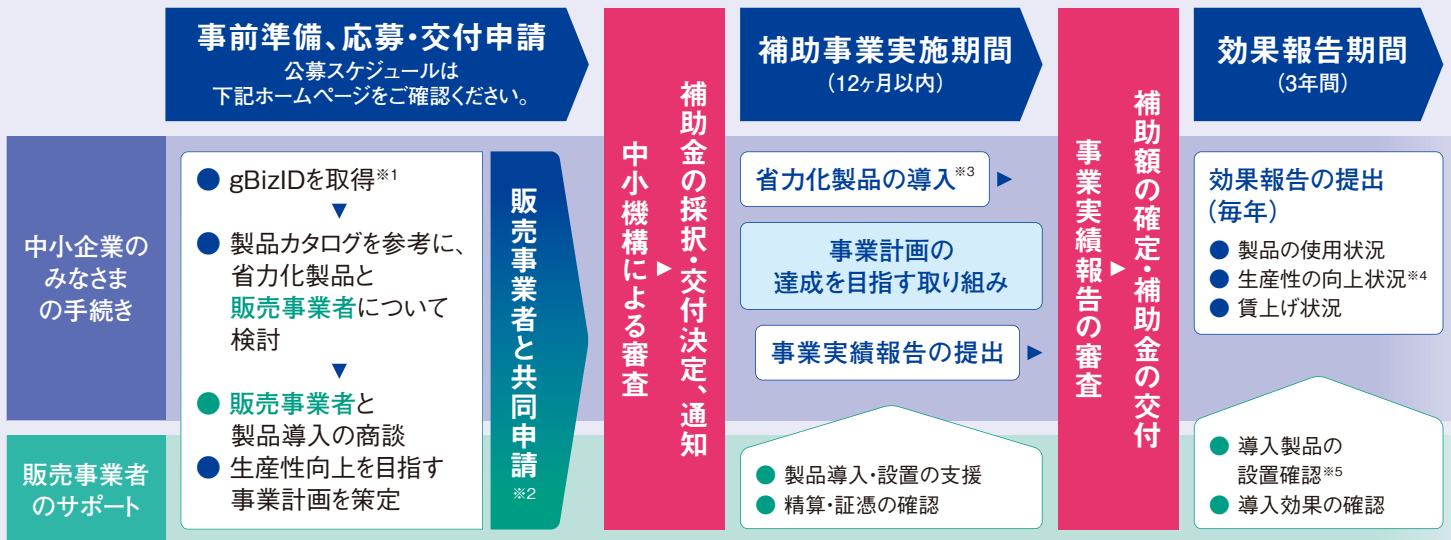 事前準備、応募・交付申請
公募スケジュールは
下記ホームページをご確認ください。
中小企業の
みなさま
の手続き
販売事業者
のサポート
● gBizIDを取得※1
▼
● 製品カタログを参考に、
省力化製品と
販売事業者について
検討
▼
● 販売事業者と
製品導入の商談
● 生産性向上を目指す
事業計画を策定
販売事業者と共同申請※2
中小機構による審査
▶
補助金の採択・交付決定、通知
補助事業実施期間
(12ヶ月以内)
省力化製品の導入※3 ▶
事業計画の
達成を目指す取り組み
事業実績報告の提出 ▶
● 製品導入・設置の支援
● 精算・証憑の確認
事業実績報告の審査
▶
補助額の確定・補助金の交付
効果報告期間
(3年間)
効果報告の提出
(毎年)
● 製品の使用状況
● 生産性の向上状況※4
● 賃上げ状況
● 導入製品の
設置確認※5
● 導入効果の確認